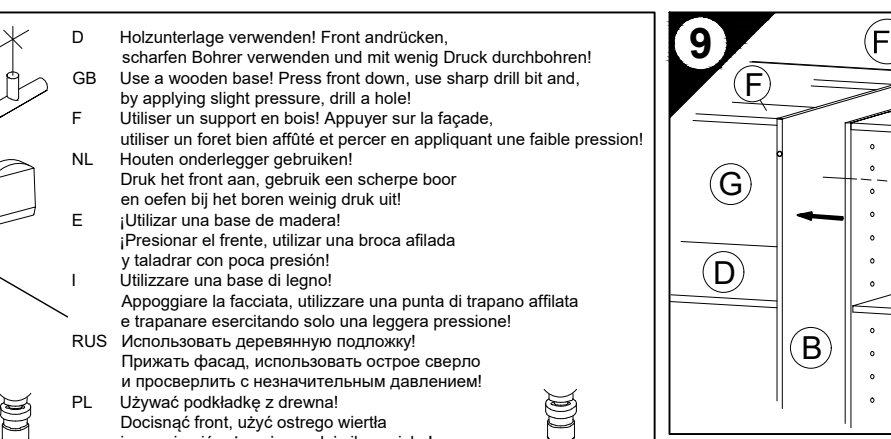 D Holzunterlage verwenden! Front andrücken,
scharfen Bohrer verwenden und mit wenig Druck durchbohren!
GB Use a wooden base! Press front down, use sharp drill bit and,
by applying slight pressure, drill a hole!
F Utiliser un support en bois! Appuyer sur la façade,
utiliser un foret bien affûté et percer en appliquant une faible pression!
NL Houten onderlegger gebruiken!
Druk het front aan, gebruik een scherpe boor
en oefen bij het boren weinig druk uit!
E ¡Utilizar una base de madera!
¡Presionar el frente, utilizar una broca afilada
y taladrar con poca presión!
I Utilizzare una base di legno!
Appoggiare la facciata, utilizzare una punta di trapano affilata
e trapanare esercitando solo una leggera pressione!
RUS Использовать деревянную подложку!
Прижать фасад, использовать острое сверло
и просверлить с незначительным давлением!
PL Używać podkładkę z drewna!
Docisnąć front, użyć ostrego wiertła
9
F
F
G
D
B